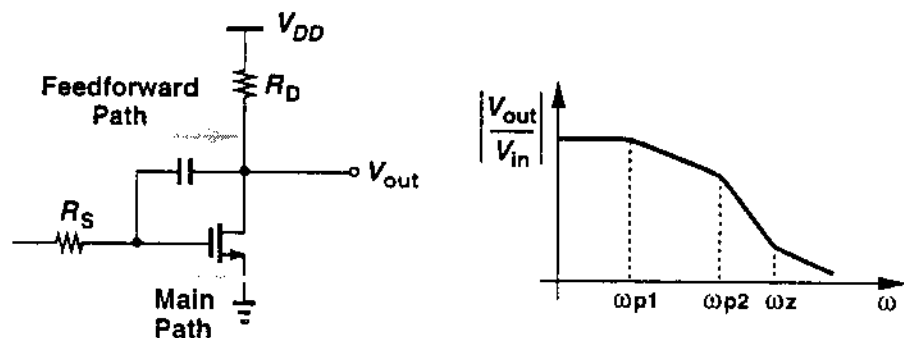 V_DD
Feedforward
Path
R_D
R_S
V_out
Main
Path
|V_out / V_in|
ωp1 ωp2 ωz ω